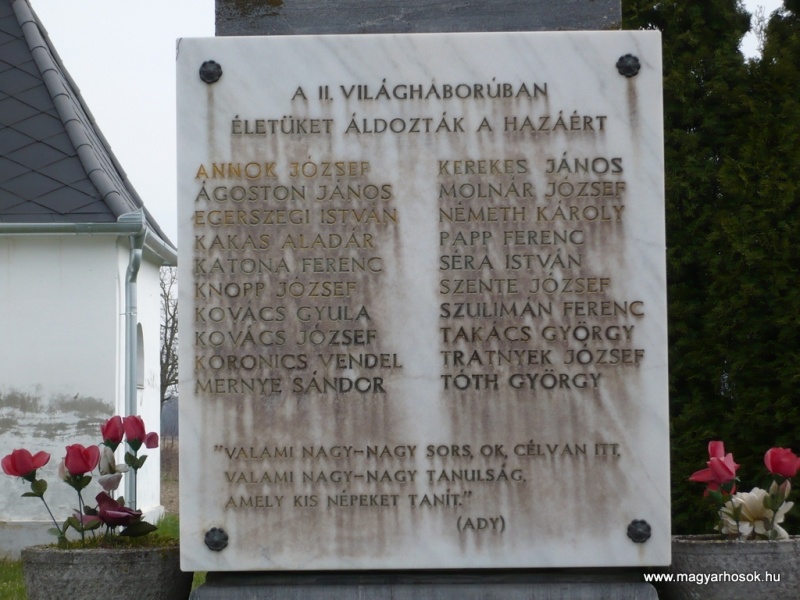 A II. VILÁGHÁBORÚBAN
ÉLETÜKET ÁLDOZTÁK A HAZÁÉRT
ANNOK JÓZSEF
ÁGOSTON JÁNOS
EGERSZEGI ISTVÁN
KAKAS ALADÁR
KATONA FERENC
KNOPP JÓZSEF
KOVÁCS GYULA
KOVÁCS JÓZSEF
KORONICS VENDEL
MERNYE SÁNDOR
KEREKES JÁNOS
MOLNÁR JÓZSEF
NÉMETH KÁROLY
PAPP FERENC
SÉRA ISTVÁN
SZENTE JÓZSEF
SZULIMÁN FERENC
TAKÁCS GYÖRGY
TRATNYEK JÓZSEF
TÓTH GYÖRGY
"VALAMI NAGY-NAGY SORS, OK, CÉLVAN ITT,
VALAMI NAGY-NAGY TANULSÁG,
AMELY KIS NÉPEKET TANÍT."
(ADY)
www.magyarhosok.hu